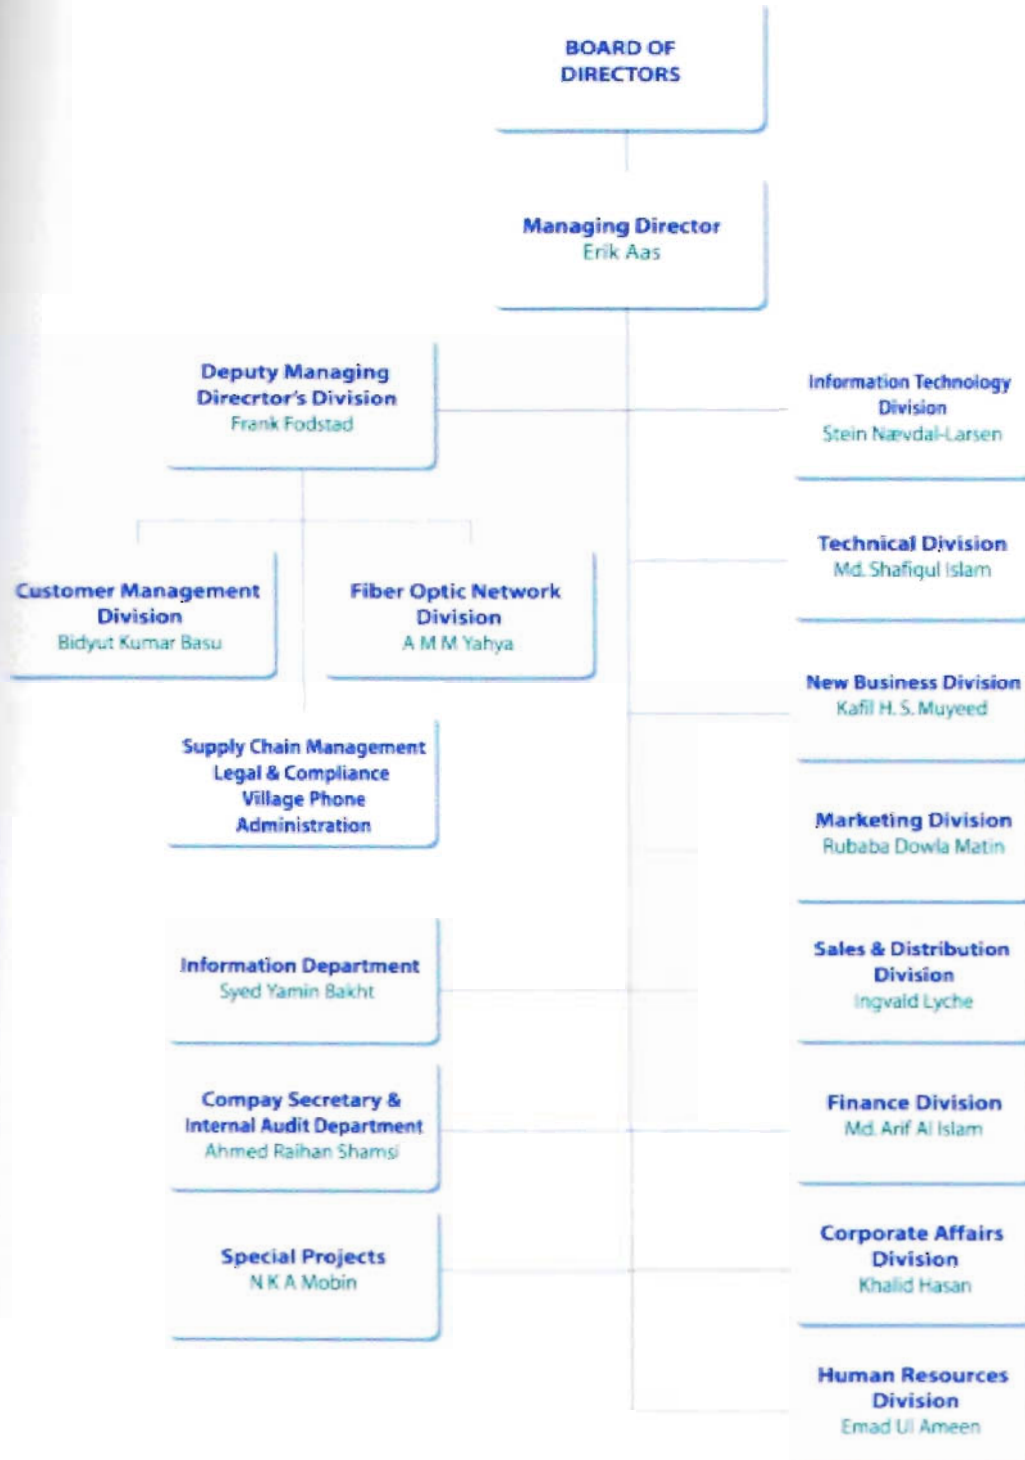 BOARD OF
DIRECTORS
Managing Director
Erik Aas
Deputy Managing
Direcrtor's Division
Frank Fodstad
Customer Management
Division
Bidyut Kumar Basu
Fiber Optic Network
Division
A M M Yahya
Supply Chain Management
Legal & Compliance
Village Phone
Administration
Information Department
Syed Yamin Bakht
Compay Secretary &
Internal Audit Department
Ahmed Raihan Shamsi
Special Projects
N K A Mobin
Information Technology
Division
Stein Nævdal-Larsen
Technical Division
Md. Shafiqul Islam
New Business Division
Kafil H. S. Muyeed
Marketing Division
Rubaba Dowla Matin
Sales & Distribution
Division
Ingvald Lyche
Finance Division
Md. Arif Al Islam
Corporate Affairs
Division
Khalid Hasan
Human Resources
Division
Emad Ul Ameen